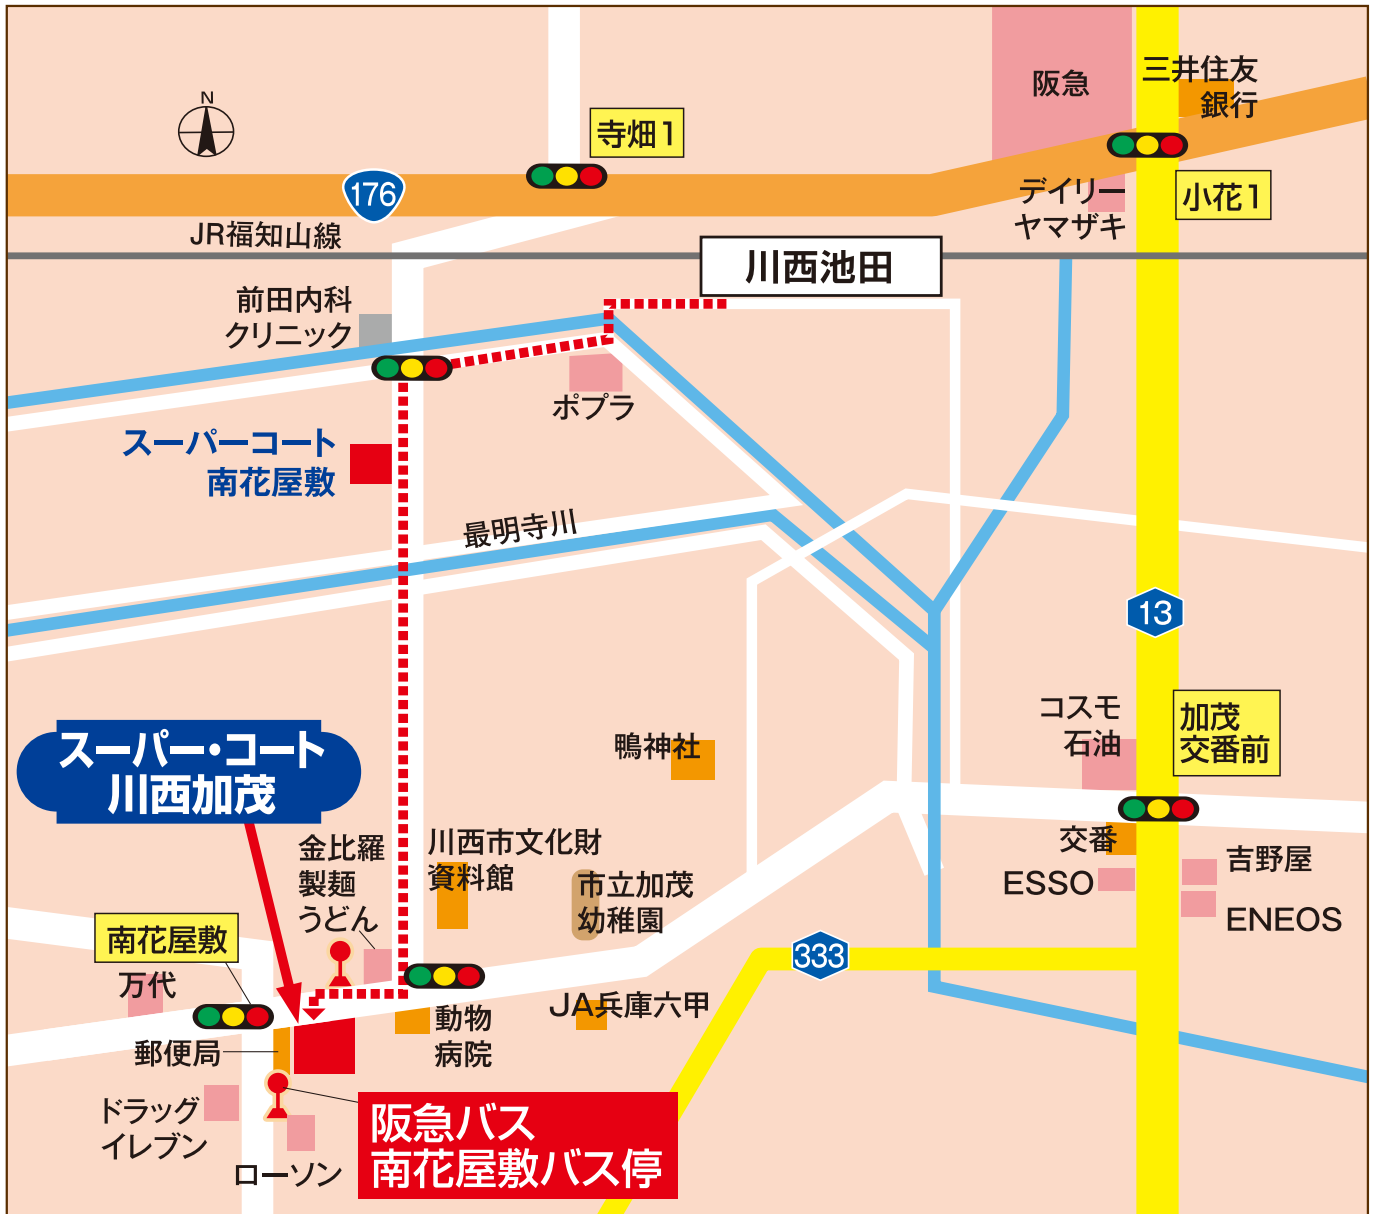 阪急
三井住友
銀行
N
寺畑1
176
デイリー
ヤマザキ
小花1
JR福知山線
川西池田
前田内科
クリニック
ポプラ
スーパーコート
南花屋敷
最明寺川
13
コスモ
石油
加茂
交番前
鴨神社
スーパー・コート
川西加茂
金比羅
製麺
うどん
川西市文化財
資料館
市立加茂
幼稚園
交番
ESSO
吉野屋
ENEOS
南花屋敷
万代
333
JA兵庫六甲
動物
病院
郵便局
ドラッグ
イレブン
ローソン
阪急バス
南花屋敷バス停